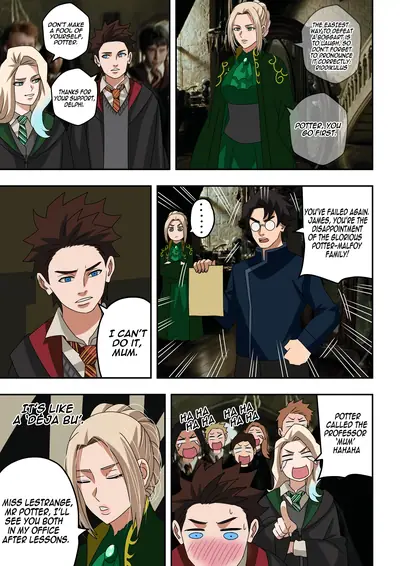 DON'T MAKE
A FOOL OF
YOURSELF,
POTTER.
THANKS FOR
YOUR SUPPORT,
DELPHI.
THE EASIEST
WAY TO DEFEAT
A BOGGART IS
TO LAUGH, SO
DON'T FORGET
TO PRONOUNCE
IT CORRECTLY:
RIDDIKULUS
POTTER, YOU
GO FIRST.
I CAN'T
DO IT,
MUM.
YOU'VE FAILED AGAIN.
JAMES, YOU'RE THE
DISAPPOINTMENT
OF THE GLORIOUS
POTTER-MALFOY
FAMILY!
IT'S LIKE
A 'DEJA BU'.
MISS LESTRANGE,
MR POTTER, I'LL
SEE YOU BOTH
IN MY OFFICE
AFTER LESSONS.
HA HA
HA HA
HA HA
HA HA
POTTER
CALLED THE
PROFESSOR
'MUM'
HAHAHA